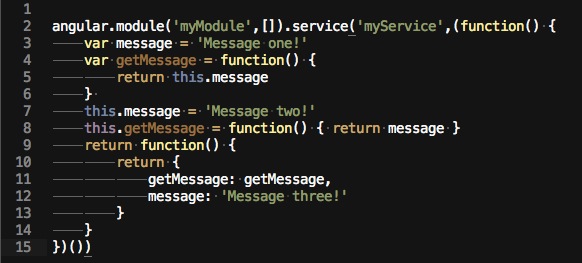 1
2 angular.module('myModule',[]).service('myService',(function() {
3 var message = 'Message one!'
4 var getMessage = function() {
5 return this.message
6 }
7 this.message = 'Message two!'
8 this.getMessage = function() { return message }
9 return function() {
10 return {
11 getMessage: getMessage,
12 message: 'Message three!'
13 }
14 }
15 })())